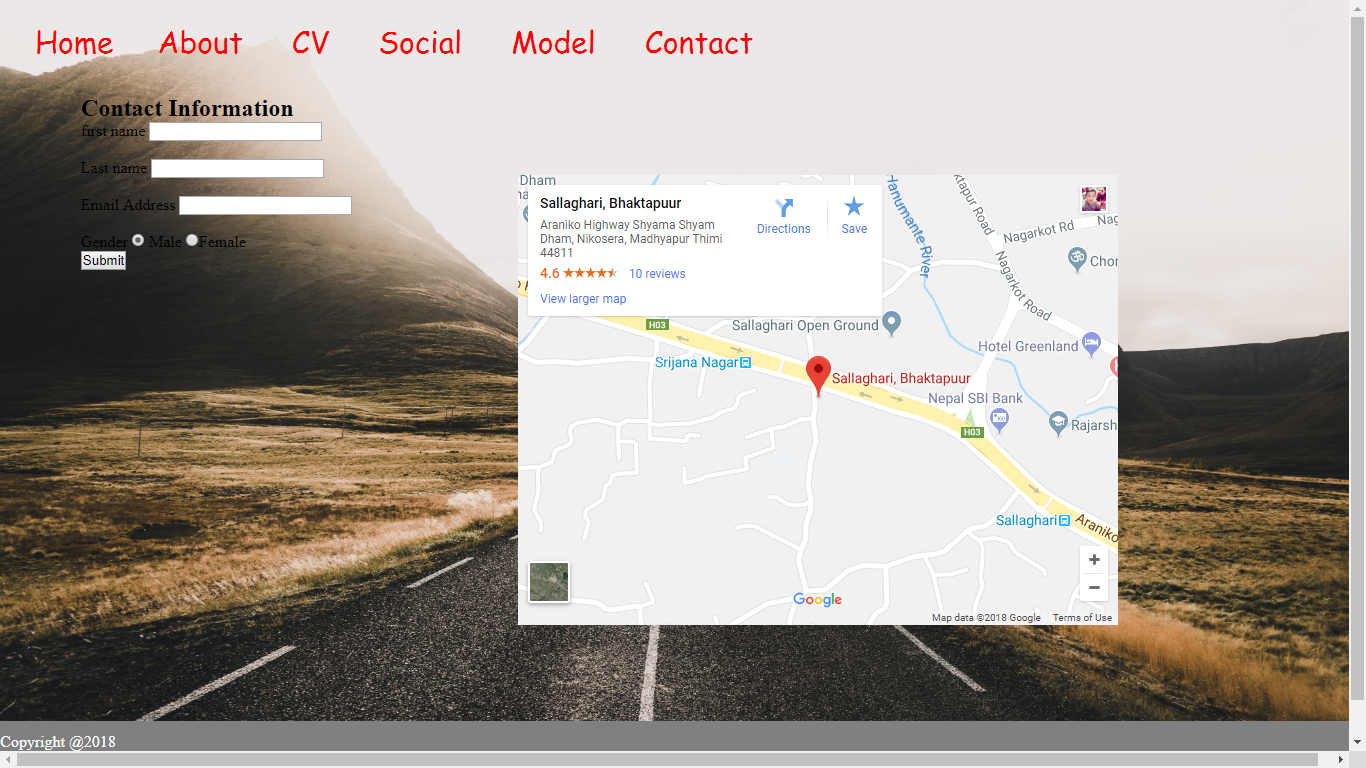 Home About CV Social Model Contact
Contact Information
first name
Last name
Email Address
Gender Male Female
Submit
Dham
Sallaghari, Bhaktapuur
Araniko Highway Shyama Shyam
Dham, Nikosera, Madhyapur Thimi
44811
4.6 10 reviews
View larger map
Directions
Save
Hanumante River
ktapur Road
Nagarkot Rd
Nag
Nagarkot Road
Chor
H03
Sallaghari Open Ground
Hotel Greenland
Srijana Nagar
Sallaghari, Bhaktapuur
Nepal SBI Bank
H03
Rajarsh
Sallaghari
Araniko
Google
Map data ©2018 Google Terms of Use
Copyright @2018